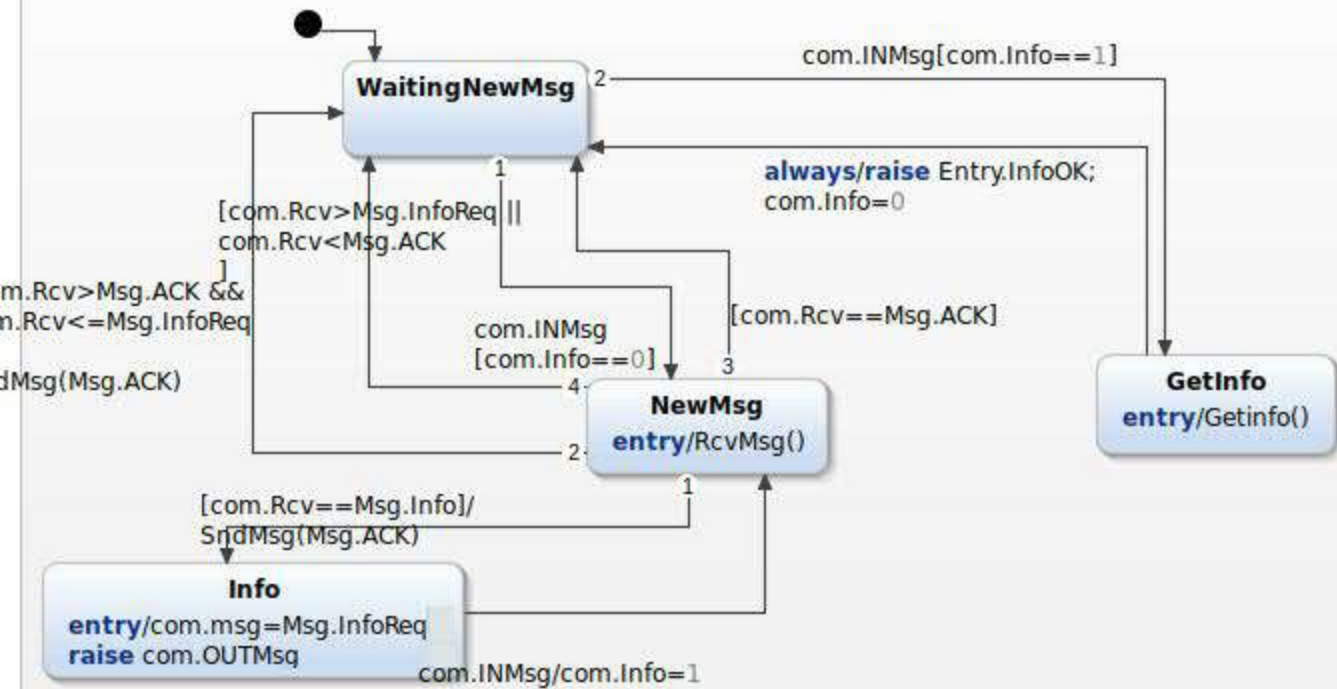 WaitingNewMsg
2
com.INMsg[com.Info==1]
1
always/raise Entry.InfoOK;
com.Info=0
[com.Rcv>Msg.InfoReq ||
com.Rcv<Msg.ACK
]
m.Rcv>Msg.ACK &&
m.Rcv<=Msg.InfoReq
dMsg(Msg.ACK)
com.INMsg
[com.Info==0]
[com.Rcv==Msg.ACK]
3
4
2
1
NewMsg
entry/RcvMsg()
GetInfo
entry/Getinfo()
[com.Rcv==Msg.Info]/
SndMsg(Msg.ACK)
Info
entry/com.msg=Msg.InfoReq
raise com.OUTMsg
com.INMsg/com.Info=1